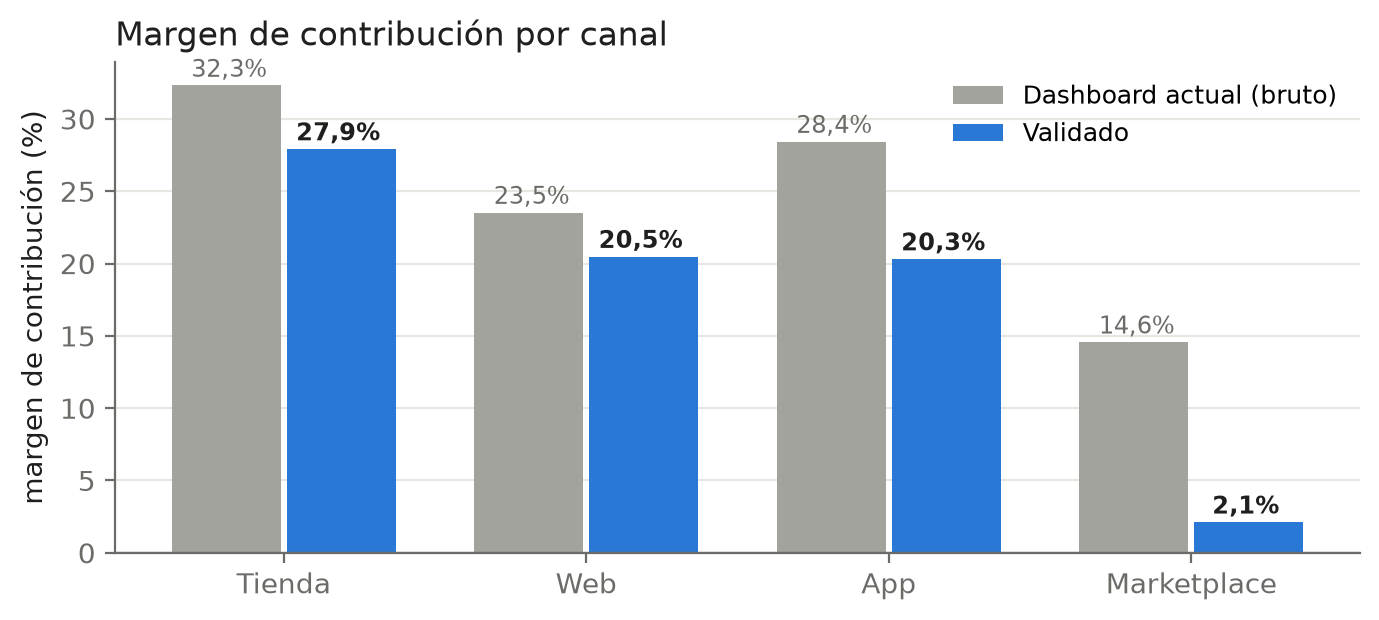 Margen de contribución por canal
margen de contribución (%)
30
25
20
15
10
5
0
32,3%
27,9%
23,5%
20,5%
28,4%
20,3%
14,6%
2,1%
Dashboard actual (bruto)
Validado
Tienda
Web
App
Marketplace